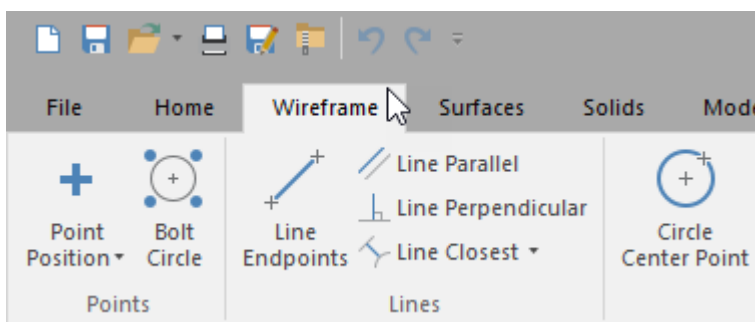 File Home Wireframe Surfaces Solids
Point Position
Bolt Circle
Points
Line Endpoints
Line Parallel
Line Perpendicular
Line Closest
Lines
Circle Center Point